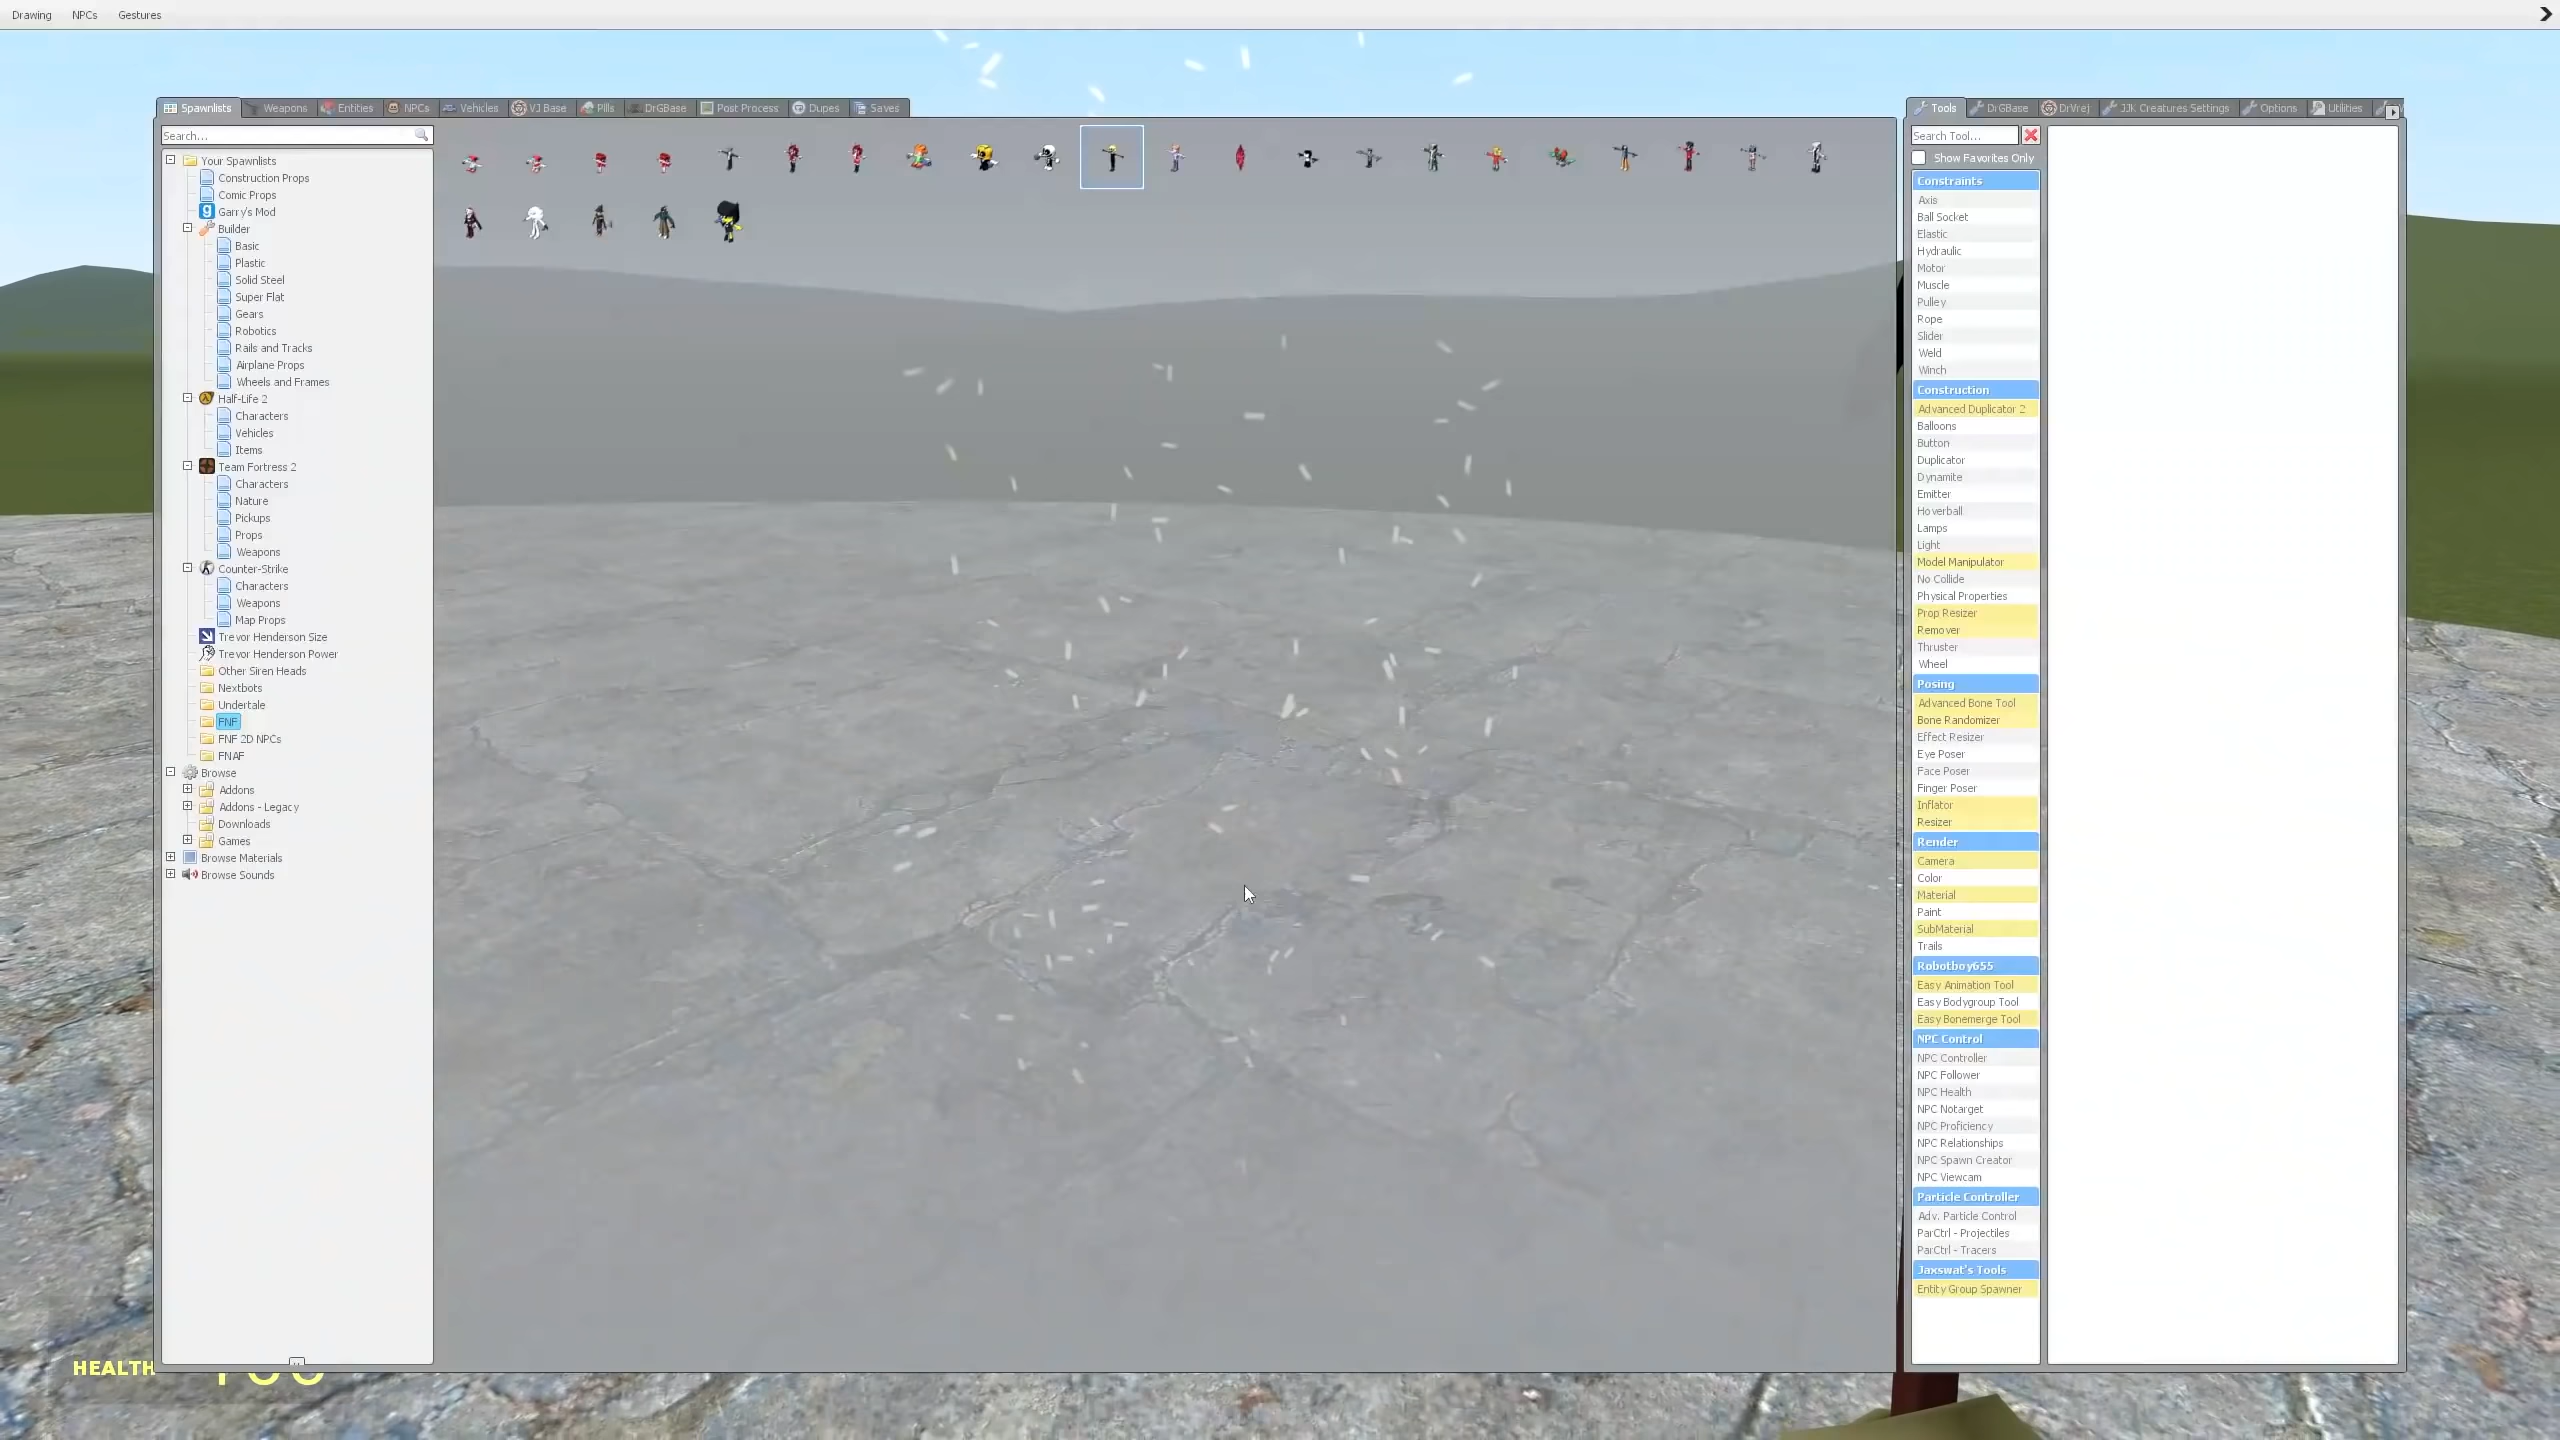 Drawing NPCs Gestures
Spawnlists Weapons Entities NPCs Vehicles VJ Base Pills DrGBase Post Process Dupes Saves
Search...
Your Spawnlists
Construction Props
Comic Props
Garry's Mod
Builder
Basic
Plastic
Solid Steel
Super Flat
Gears
Robotics
Rails and Tracks
Airplane Props
Wheels and Frames
Half-Life 2
Characters
Vehicles
Items
Team Fortress 2
Characters
Nature
Pickups
Props
Weapons
Counter-Strike
Characters
Weapons
Map Props
Trevor Henderson Size
Trevor Henderson Power
Other Siren Heads
Nextbots
Undertale
FNF
FNF 2D NPCs
FNAF
Browse
Addons
Addons - Legacy
Downloads
Games
Browse Materials
Browse Sounds
HEALTH 100
Tools DrGBase DrVrej JJK Creatures Settings Options Utilities
Search Tool...
Show Favorites Only
Constraints
Axis
Ball Socket
Elastic
Hydraulic
Motor
Muscle
Pulley
Rope
Slider
Weld
Winch
Construction
Advanced Duplicator 2
Balloons
Button
Duplicator
Dynamite
Emitter
Hoverball
Lamps
Light
Model Manipulator
No Collide
Physical Properties
Prop Resizer
Remover
Thruster
Wheel
Posing
Advanced Bone Tool
Bone Randomizer
Effect Resizer
Eye Poser
Face Poser
Finger Poser
Inflator
Resizer
Render
Camera
Color
Material
Paint
SubMaterial
Trails
Robotboy655
Easy Animation Tool
Easy Bodygroup Tool
Easy Bonemerge Tool
NPC Control
NPC Controller
NPC Follower
NPC Health
NPC Notarget
NPC Proficiency
NPC Relationships
NPC Spawn Creator
NPC Viewcam
Particle Controller
Adv. Particle Control
ParCtrl - Projectiles
ParCtrl - Tracers
Jaxswat's Tools
Entity Group Spawner